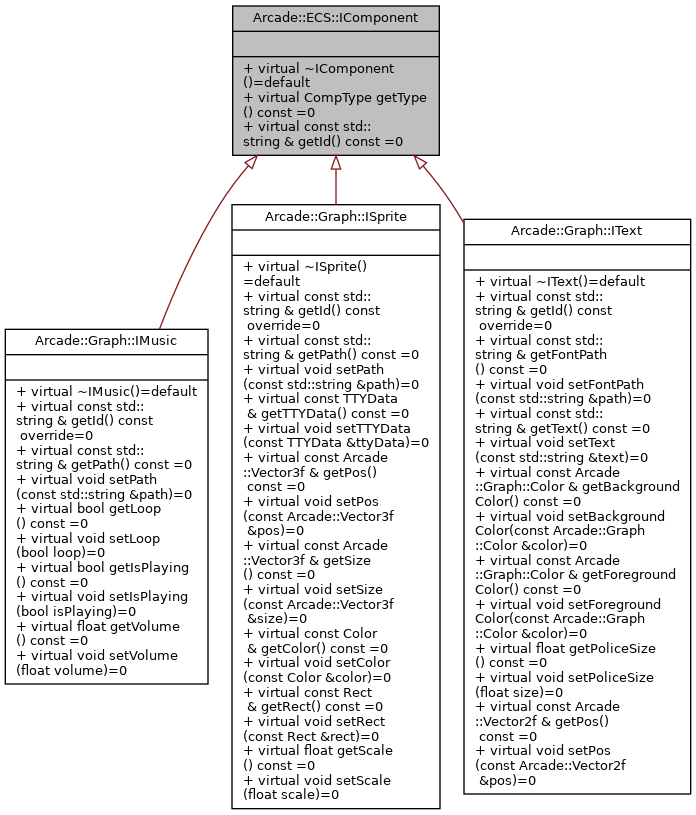 Arcade::ECS::IComponent
+ virtual ~IComponent
()=default
+ virtual CompType getType
() const =0
+ virtual const std::
string & getId() const =0
Arcade::Graph::IMusic
+ virtual ~IMusic()=default
+ virtual const std::
string & getId() const
override=0
+ virtual const std::
string & getPath() const =0
+ virtual void setPath
(const std::string &path)=0
+ virtual bool getLoop
() const =0
+ virtual void setLoop
(bool loop)=0
+ virtual bool getIsPlaying
() const =0
+ virtual void setIsPlaying
(bool isPlaying)=0
+ virtual float getVolume
() const =0
+ virtual void setVolume
(float volume)=0
Arcade::Graph::ISprite
+ virtual ~ISprite()
=default
+ virtual const std::
string & getId() const
override=0
+ virtual const std::
string & getPath() const =0
+ virtual void setPath
(const std::string &path)=0
+ virtual const TTYData
& getTTYData() const =0
+ virtual void setTTYData
(const TTYData &ttyData)=0
+ virtual const Arcade
::Vector3f & getPos()
const =0
+ virtual void setPos
(const Arcade::Vector3f
&pos)=0
+ virtual const Arcade
::Vector3f & getSize
() const =0
+ virtual void setSize
(const Arcade::Vector3f
&size)=0
+ virtual const Color
& getColor() const =0
+ virtual void setColor
(const Color &color)=0
+ virtual const Rect
& getRect() const =0
+ virtual void setRect
(const Rect &rect)=0
+ virtual float getScale
() const =0
+ virtual void setScale
(float scale)=0
Arcade::Graph::IText
+ virtual ~IText()=default
+ virtual const std::
string & getId() const
override=0
+ virtual const std::
string & getFontPath
() const =0
+ virtual void setFontPath
(const std::string &path)=0
+ virtual const std::
string & getText() const =0
+ virtual void setText
(const std::string &text)=0
+ virtual const Arcade
::Graph::Color & getBackground
Color() const =0
+ virtual void setBackground
Color(const Arcade::Graph
::Color &color)=0
+ virtual const Arcade
::Graph::Color & getForeground
Color() const =0
+ virtual void setForeground
Color(const Arcade::Graph
::Color &color)=0
+ virtual float getPoliceSize
() const =0
+ virtual void setPoliceSize
(float size)=0
+ virtual const Arcade
::Vector2f & getPos()
const =0
+ virtual void setPos
(const Arcade::Vector2f
&pos)=0